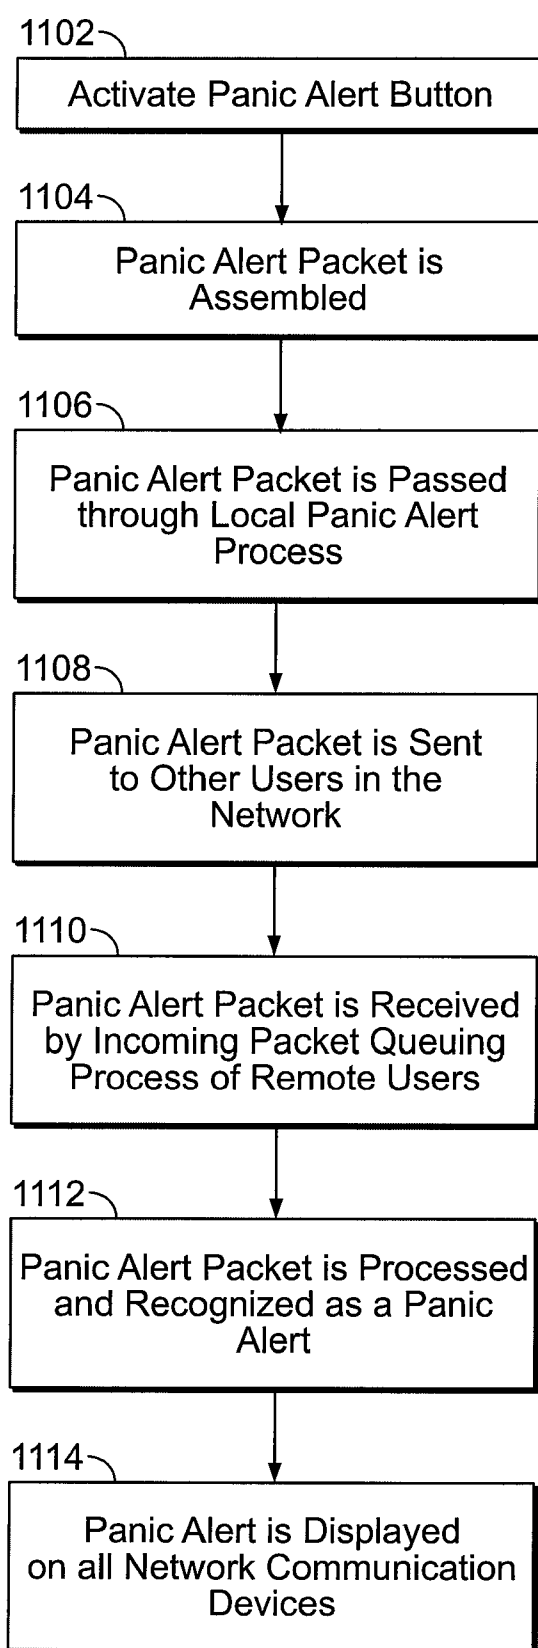 1102
Activate Panic Alert Button
1104
Panic Alert Packet is
Assembled
1106
Panic Alert Packet is Passed
through Local Panic Alert
Process
1108
Panic Alert Packet is Sent
to Other Users in the
Network
1110
Panic Alert Packet is Received
by Incoming Packet Queuing
Process of Remote Users
1112
Panic Alert Packet is Processed
and Recognized as a Panic
Alert
1114
Panic Alert is Displayed
on all Network Communication
Devices